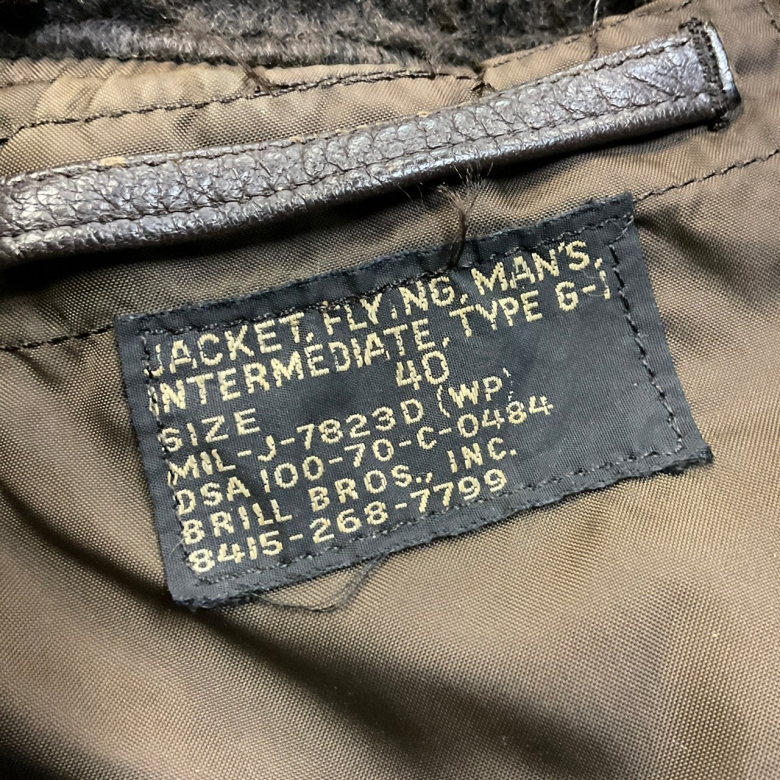 JACKET, FLYING, MAN'S,
INTERMEDIATE, TYPE G-1
SIZE 40
MIL-J-7823D (WP)
DSA 100-70-C-0484
BRILL BROS., INC.
8415-268-7799